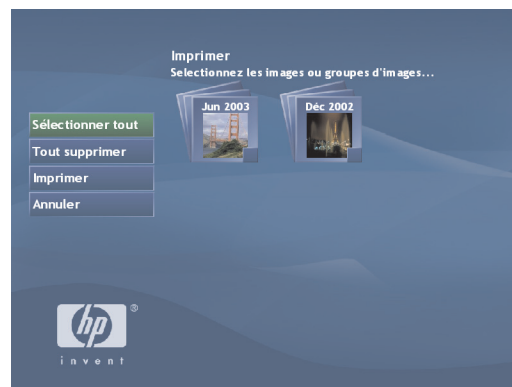 Imprimer
Selectionnez les images ou groupes d'images...
Jun 2003
Déc 2002
Sélectionner tout
Tout supprimer
Imprimer
Annuler
hp
®
invent